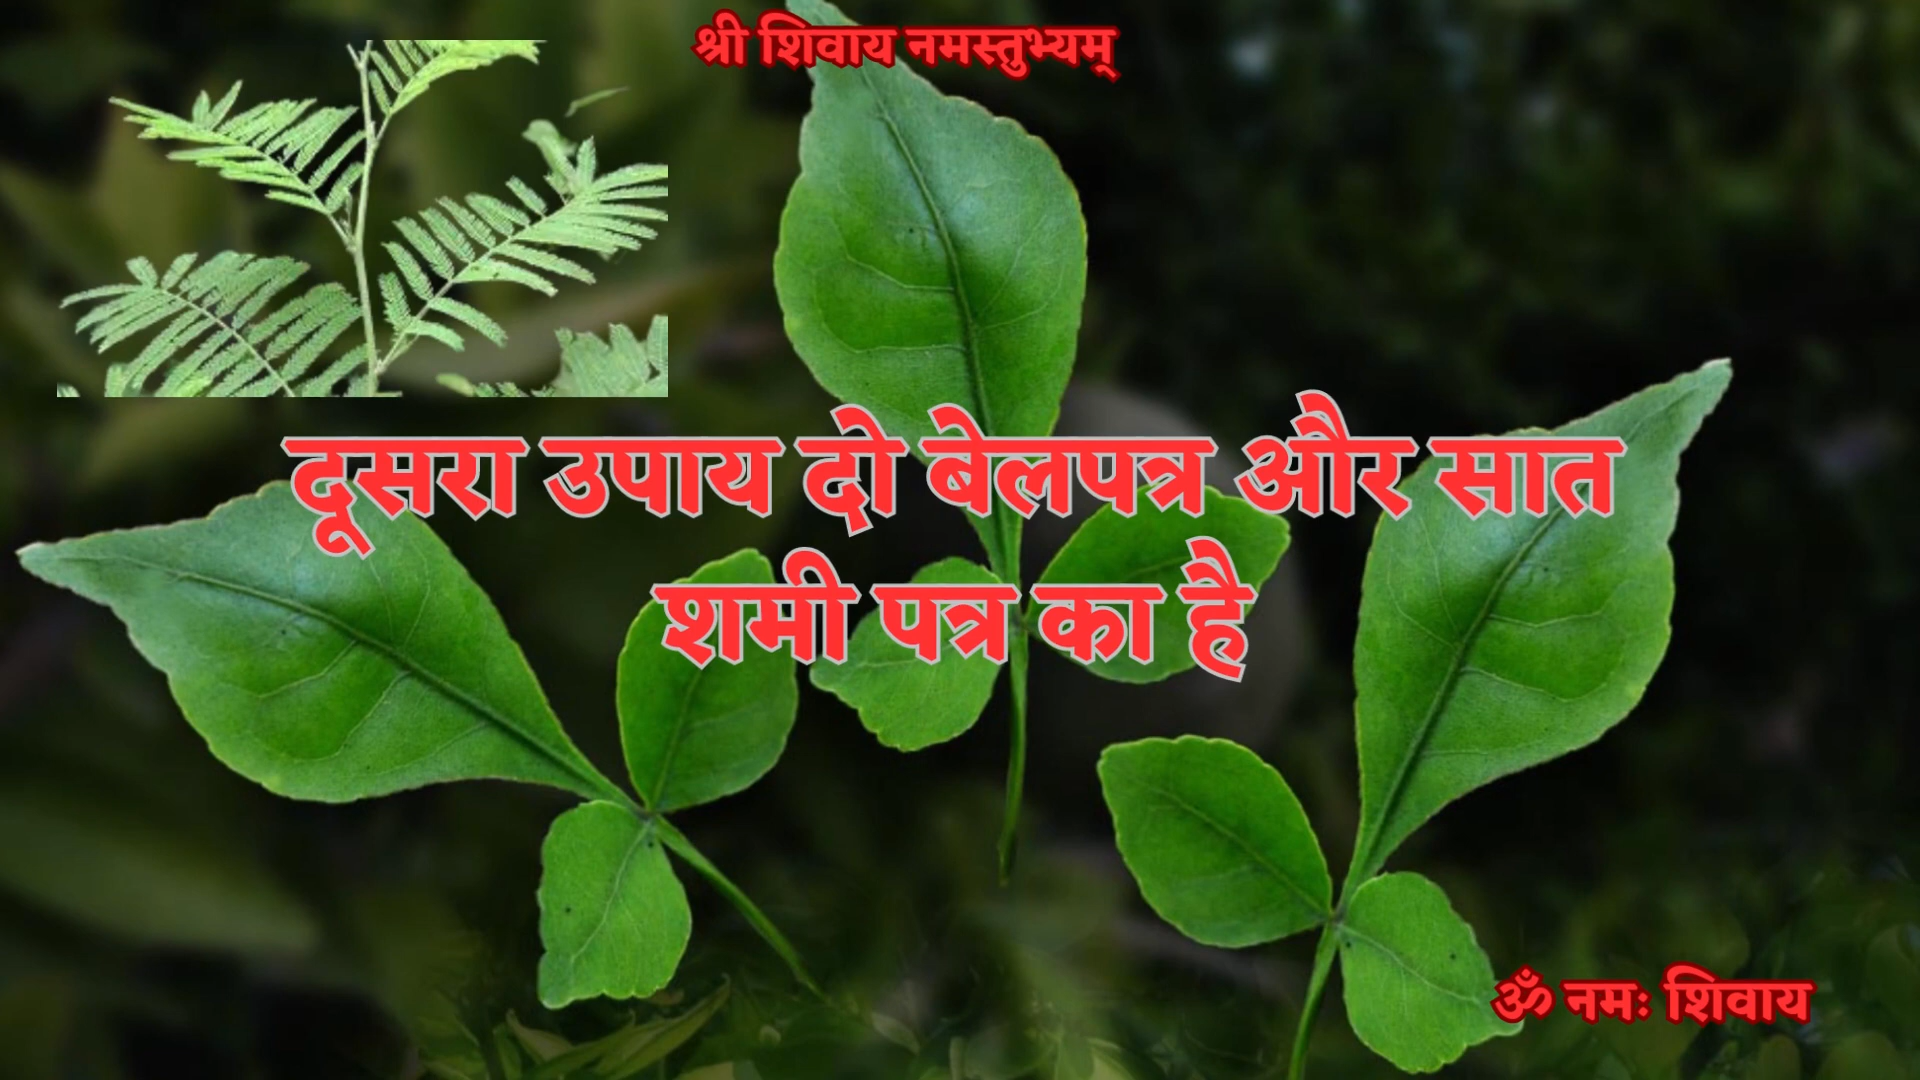 श्री शिवाय नमस्तुभ्यम्
दूसरा उपाय दो बेलपत्र और सात
शमी पत्र का है
ॐ नमः शिवाय